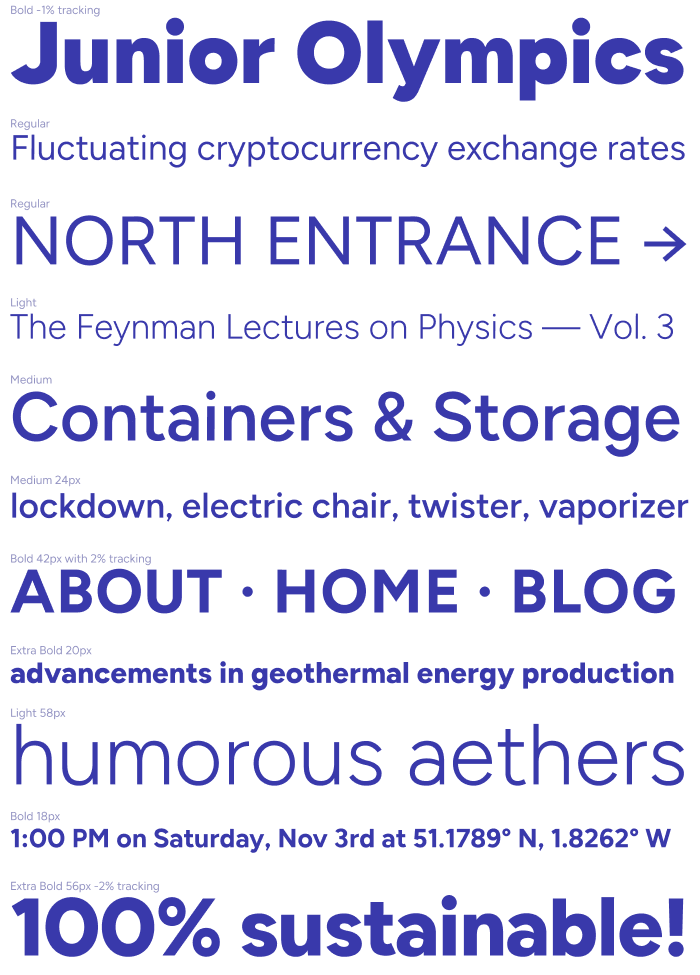 Bold -1% tracking
Junior Olympics
Regular
Fluctuating cryptocurrency exchange rates
Regular
NORTH ENTRANCE →
Light
The Feynman Lectures on Physics — Vol. 3
Medium
Containers & Storage
Medium 24px
lockdown, electric chair, twister, vaporizer
Bold 42px with 2% tracking
ABOUT · HOME · BLOG
Extra Bold 20px
advancements in geothermal energy production
Light 58px
humorous aethers
Bold 18px
1:00 PM on Saturday, Nov 3rd at 51.1789° N, 1.8262° W
Extra Bold 56px -2% tracking
100% sustainable!